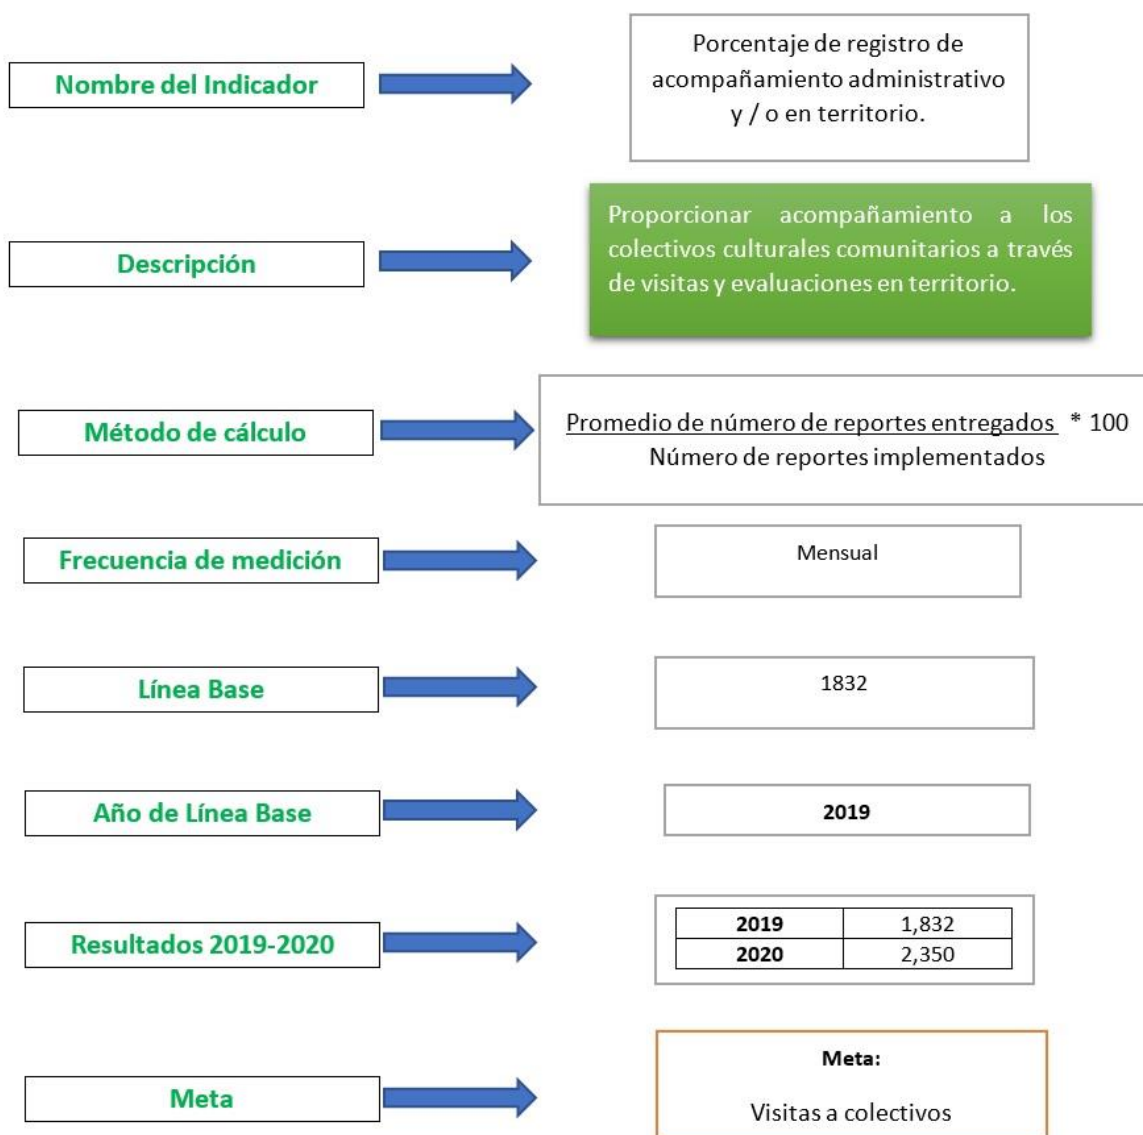 Nombre del Indicador
Porcentaje de registro de
acompañamiento administrativo
y / o en territorio.
Descripción
Proporcionar acompañamiento a los
colectivos culturales comunitarios a través
de visitas y evaluaciones en territorio.
Método de cálculo
Promedio de número de reportes entregados * 100
Número de reportes implementados
Frecuencia de medición
Mensual
Línea Base
1832
Año de Línea Base
2019
Resultados 2019-2020
2019 1,832
2020 2,350
Meta
Meta:
Visitas a colectivos